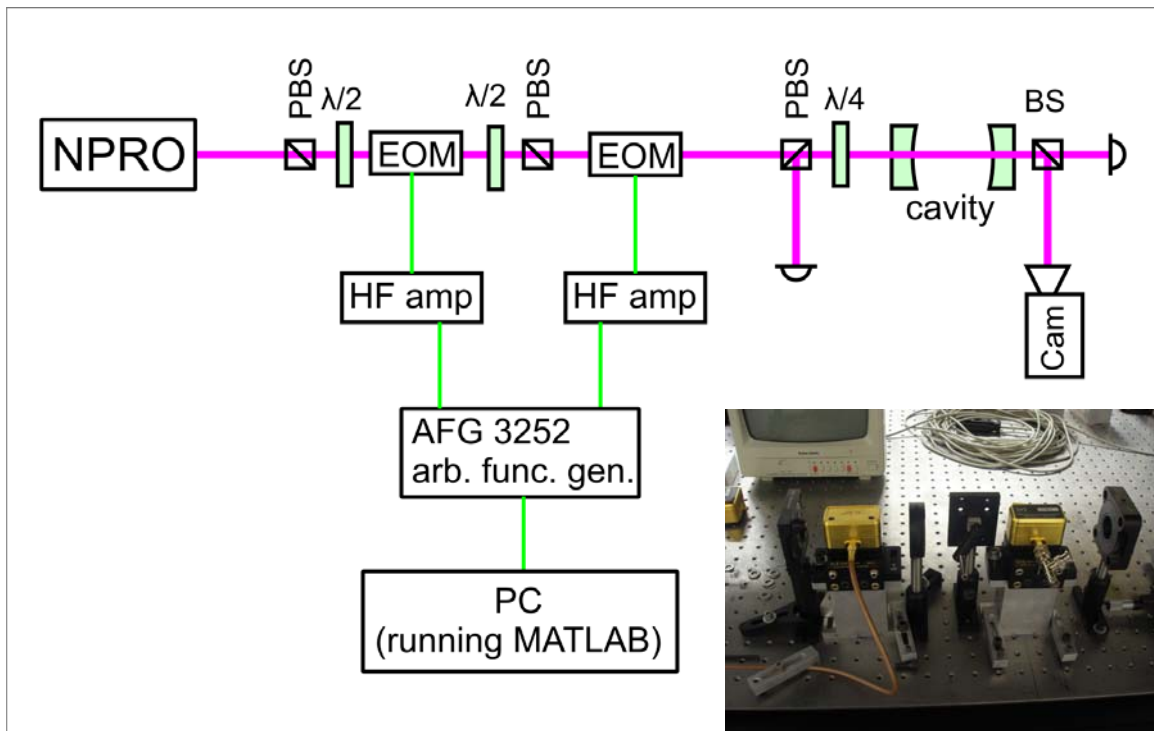 PBS
λ/2
λ/2
PBS
PBS
λ/4
BS
NPRO
EOM
EOM
cavity
HF amp
HF amp
Cam
AFG 3252
arb. func. gen.
PC
(running MATLAB)